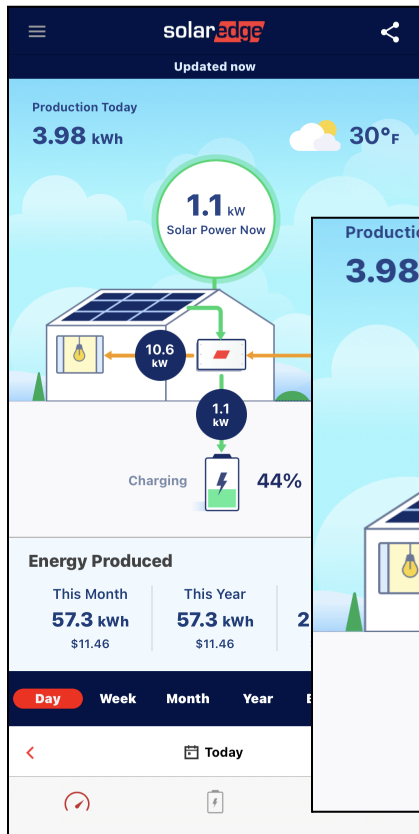 solaredge
Updated now
Production Today
3.98 kWh
30°F
1.1 kW
Solar Power Now
10.6
kW
1.1
kW
Charging
44%
Energy Produced
This Month
57.3 kWh
$11.46
This Year
57.3 kWh
$11.46
2
Day Week Month Year
Today
3.98